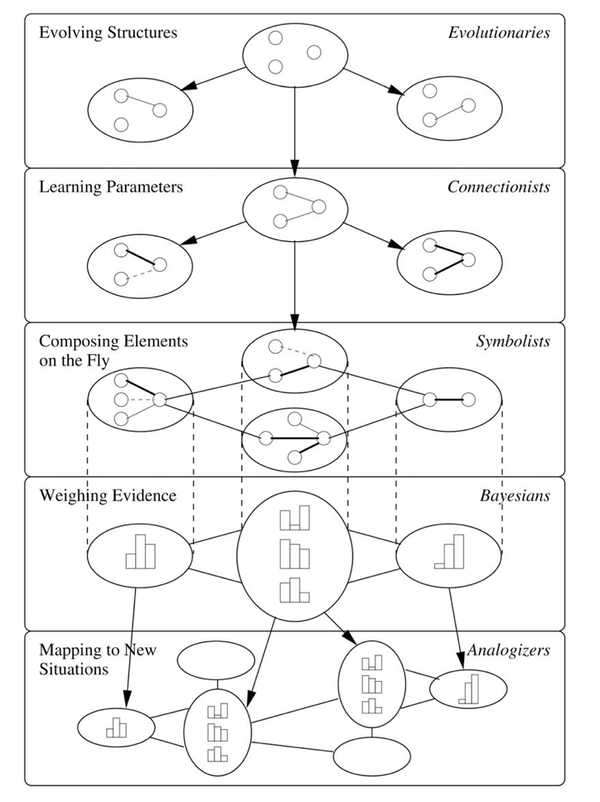 Evolving Structures
Evolutionaries
Learning Parameters
Connectionists
Composing Elements
on the Fly
Symbolists
Weighing Evidence
Bayesians
Mapping to New
Situations
Analogizers